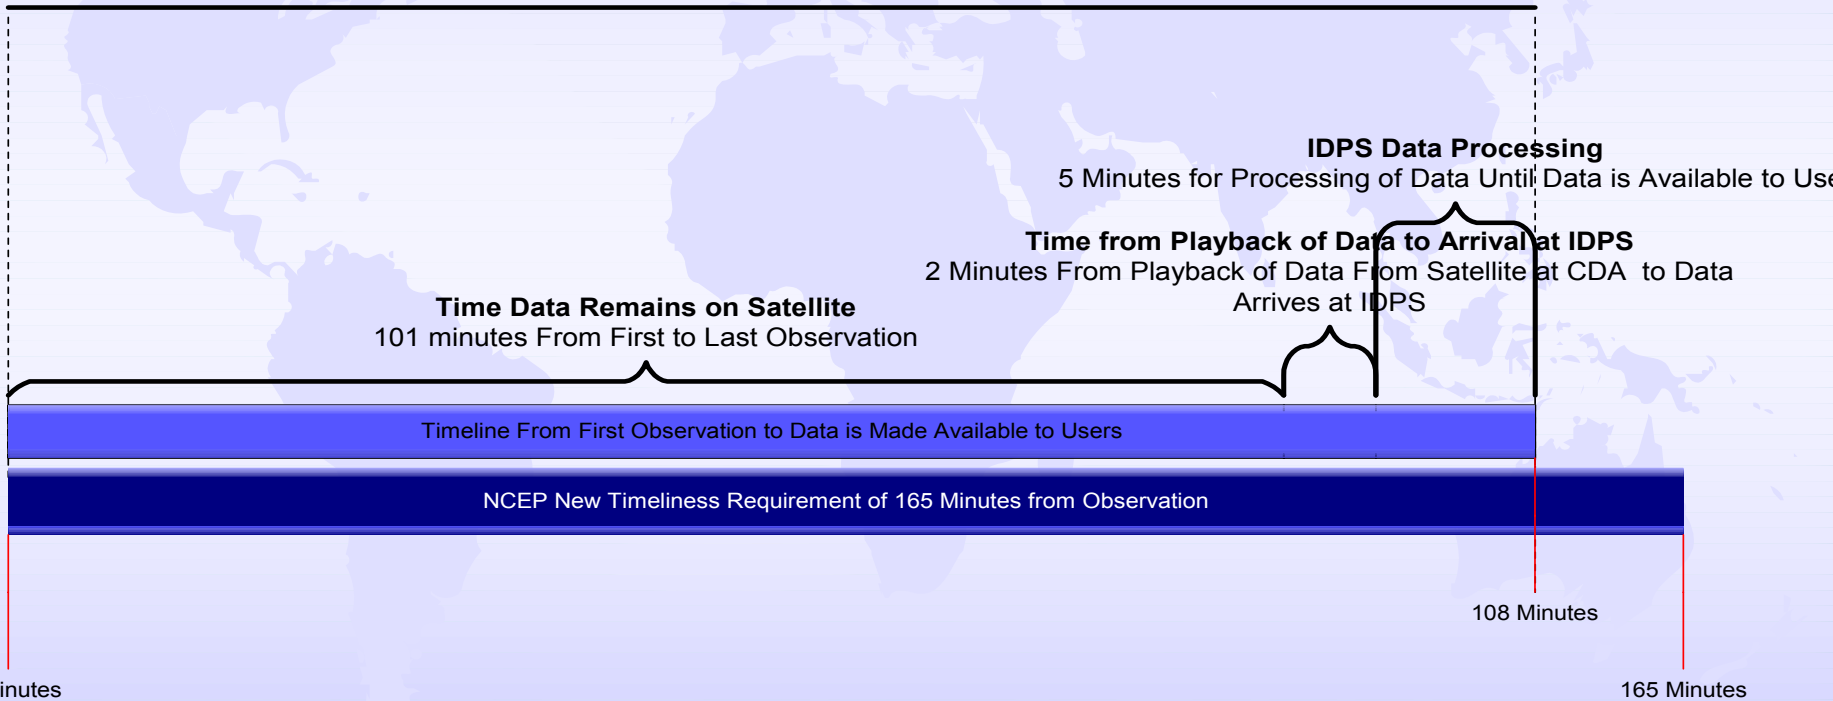 IDPS Data Processing
5 Minutes for Processing of Data Until Data is Available to
Time from Playback of Data to Arrival at IDPS
2 Minutes From Playback of Data From Satellite at CDA to Data
Arrives at IDPS
Time Data Remains on Satellite
101 minutes From First to Last Observation
Timeline From First Observation to Data is Made Available to Users
NCEP New Timeliness Requirement of 165 Minutes from Observation
108 Minutes
165 Minutes